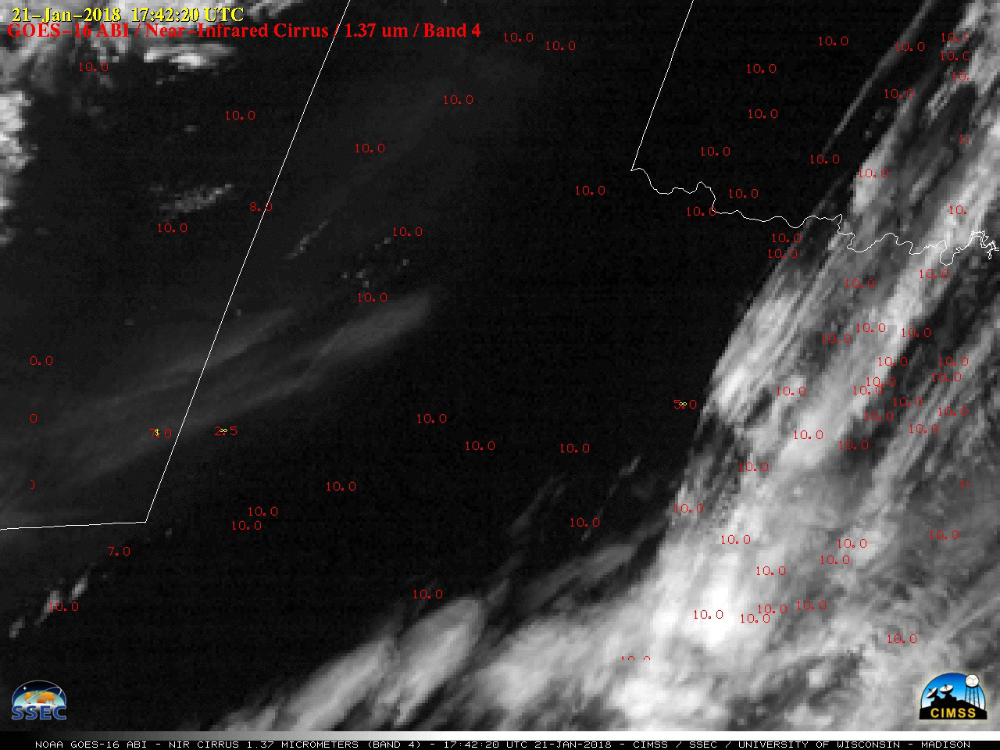 21-Jan-2018 17:42:20 UTC
GOES-16 ABI / Near-Infrared Cirrus / 1.37 um / Band 4
10.0 10.0 10.0 10.0 10.0
10.0 10.0 10.0
10.0 10.0
10.0 10.0 10.0
10.0 10.0 10.0
10.0 10.0 10.0
10.0 10.0
8.0 10.0 10.0
10.0 10.0 10.0
10.0
10.0 10.0
10.0
10.0 10.0
10.0
0.0 10.0 10.0
10.0 10.0
10.0 10.0
5.0 10.0
10.0 10.0
7.0 2.5 10.0 10.0
10.0 10.0 10.0
10.0
10.0
10.0 10.0
10.0 10.0 10.0
10.0 10.0
7.0 10.0
10.0
10.0
10.0 10.0 10.0
10.0 10.0
10.0
10.0
SSEC
CIMSS
NOAA GOES-16 ABI - NIR CIRRUS 1.37 MICROMETERS (BAND 4) - 17:42:20 UTC 21-JAN-2018 - CIMSS / SSEC / UNIVERSITY OF WISCONSIN - MADISON